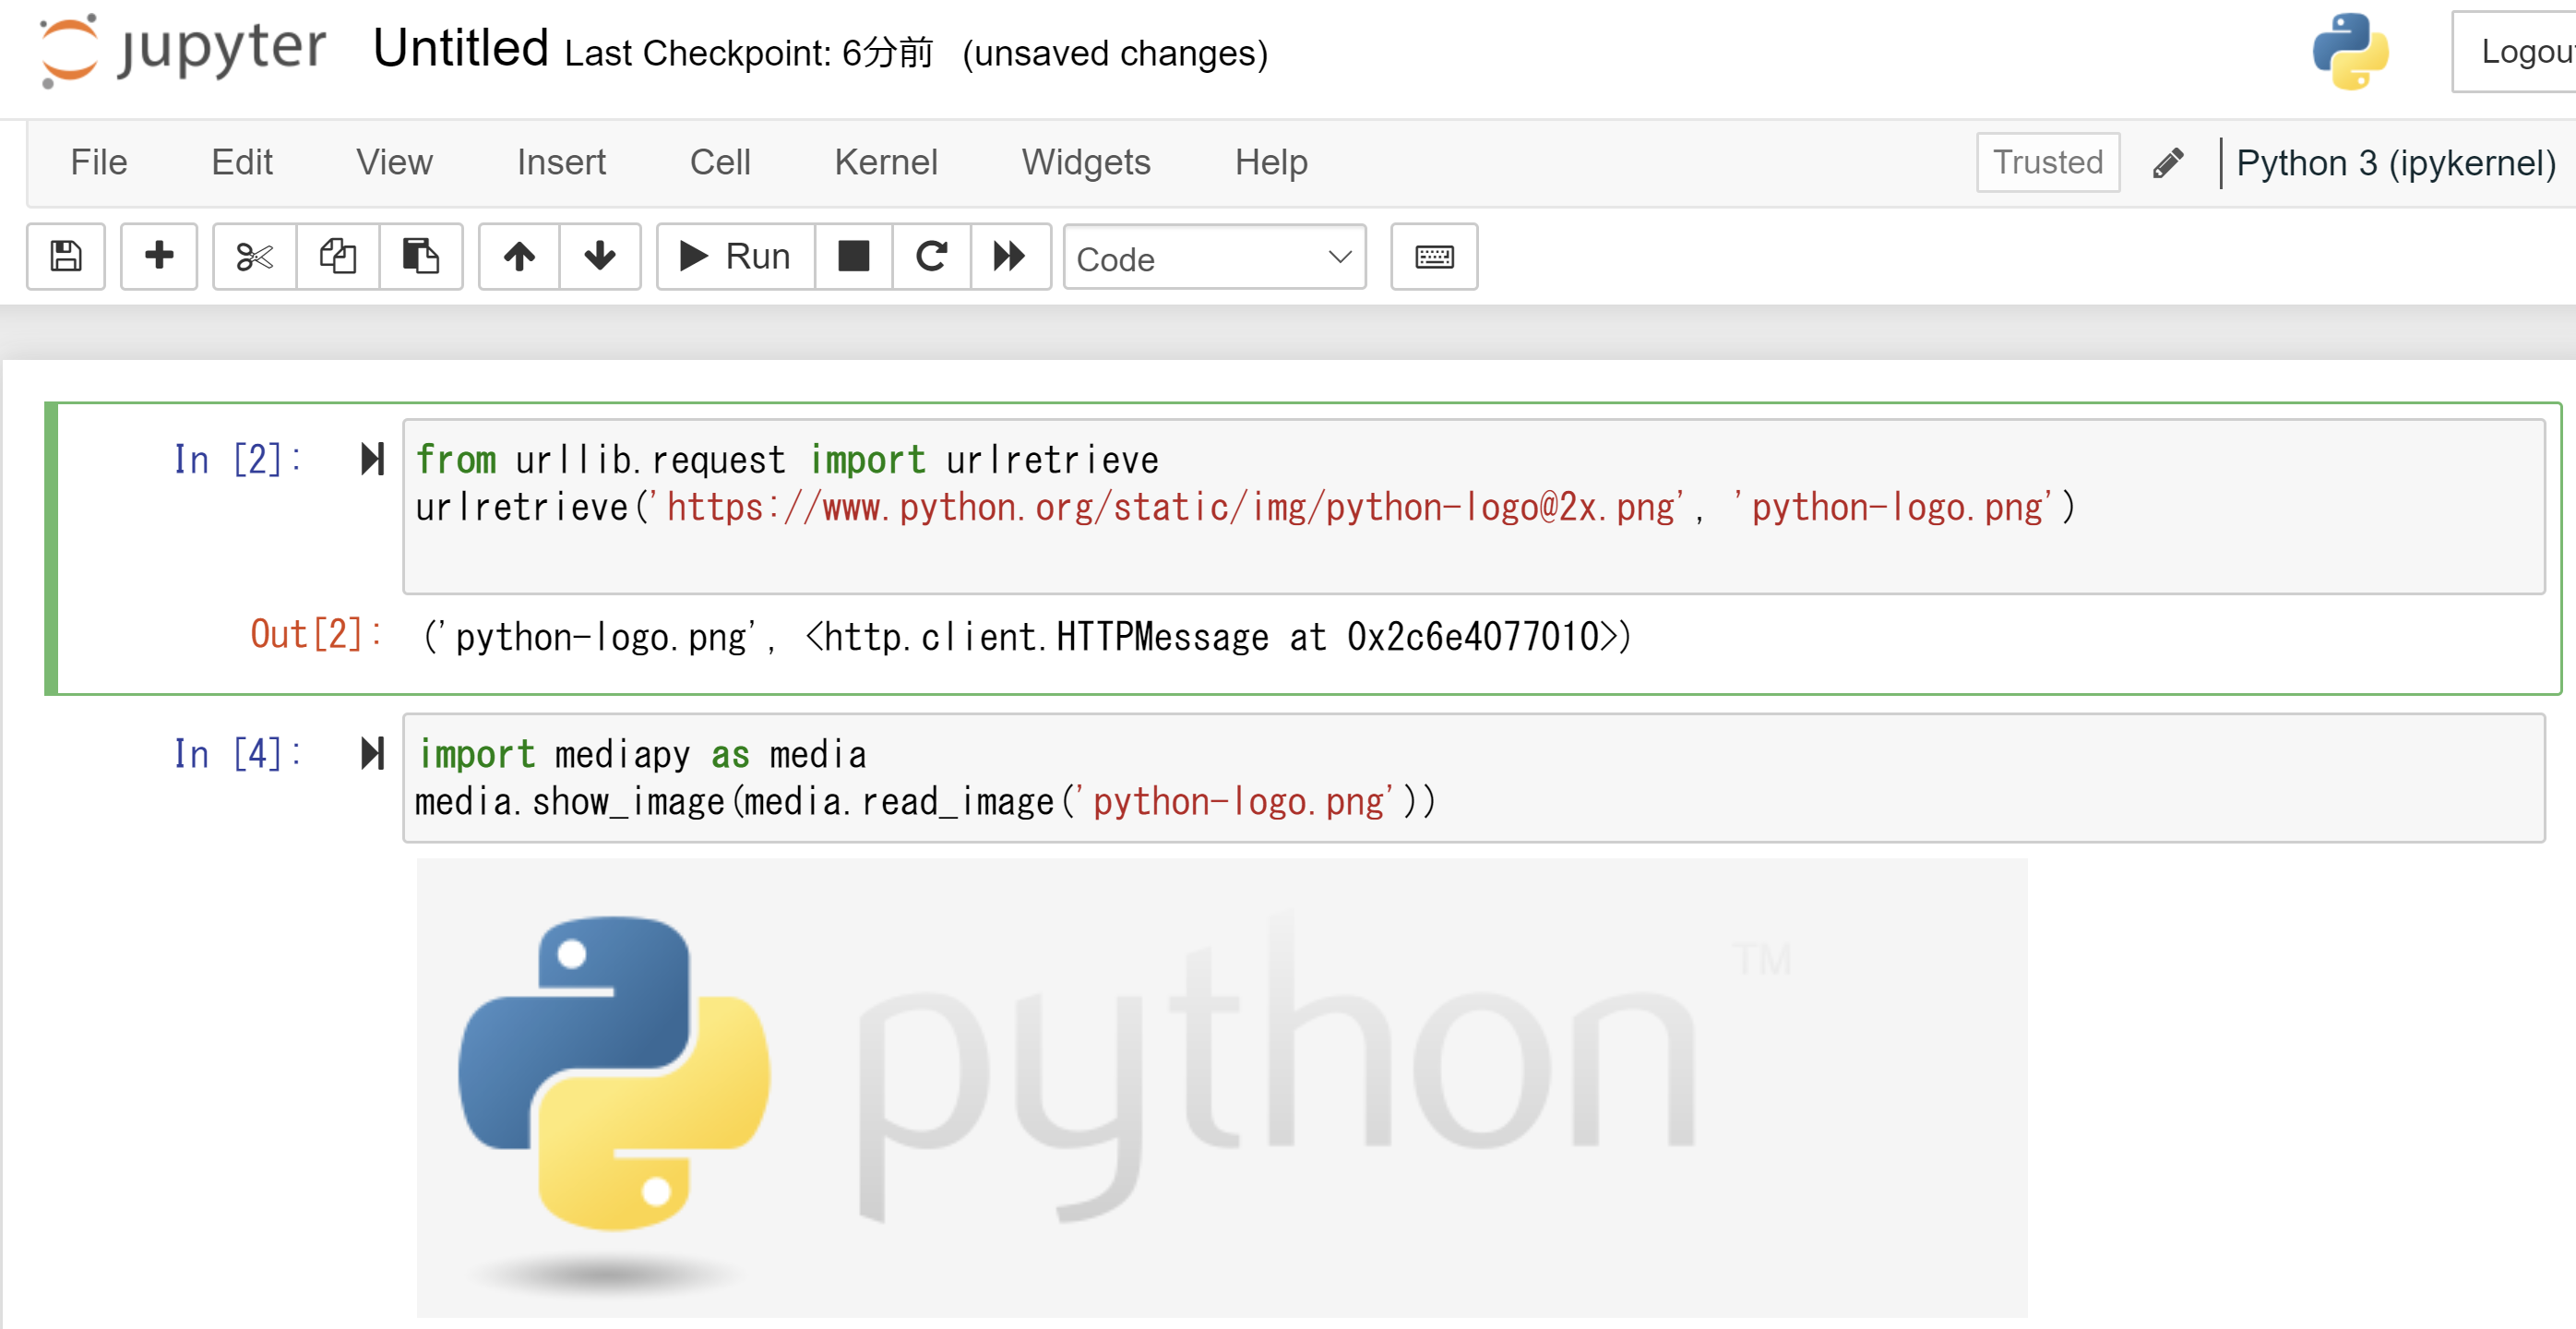 jupyter Untitled Last Checkpoint: 6分前 (unsaved changes)
File Edit View Insert Cell Kernel Widgets Help Trusted Python 3 (ipykernel)
Run Code
In [2]: from urllib.request import urlretrieve
urlretrieve('https://www.python.org/static/img/python-logo@2x.png', 'python-logo.png')
Out[2]: ('python-logo.png', <http.client.HTTPMessage at 0x2c6e4077010>)
In [4]: import mediapy as media
media.show_image(media.read_image('python-logo.png'))
python TM